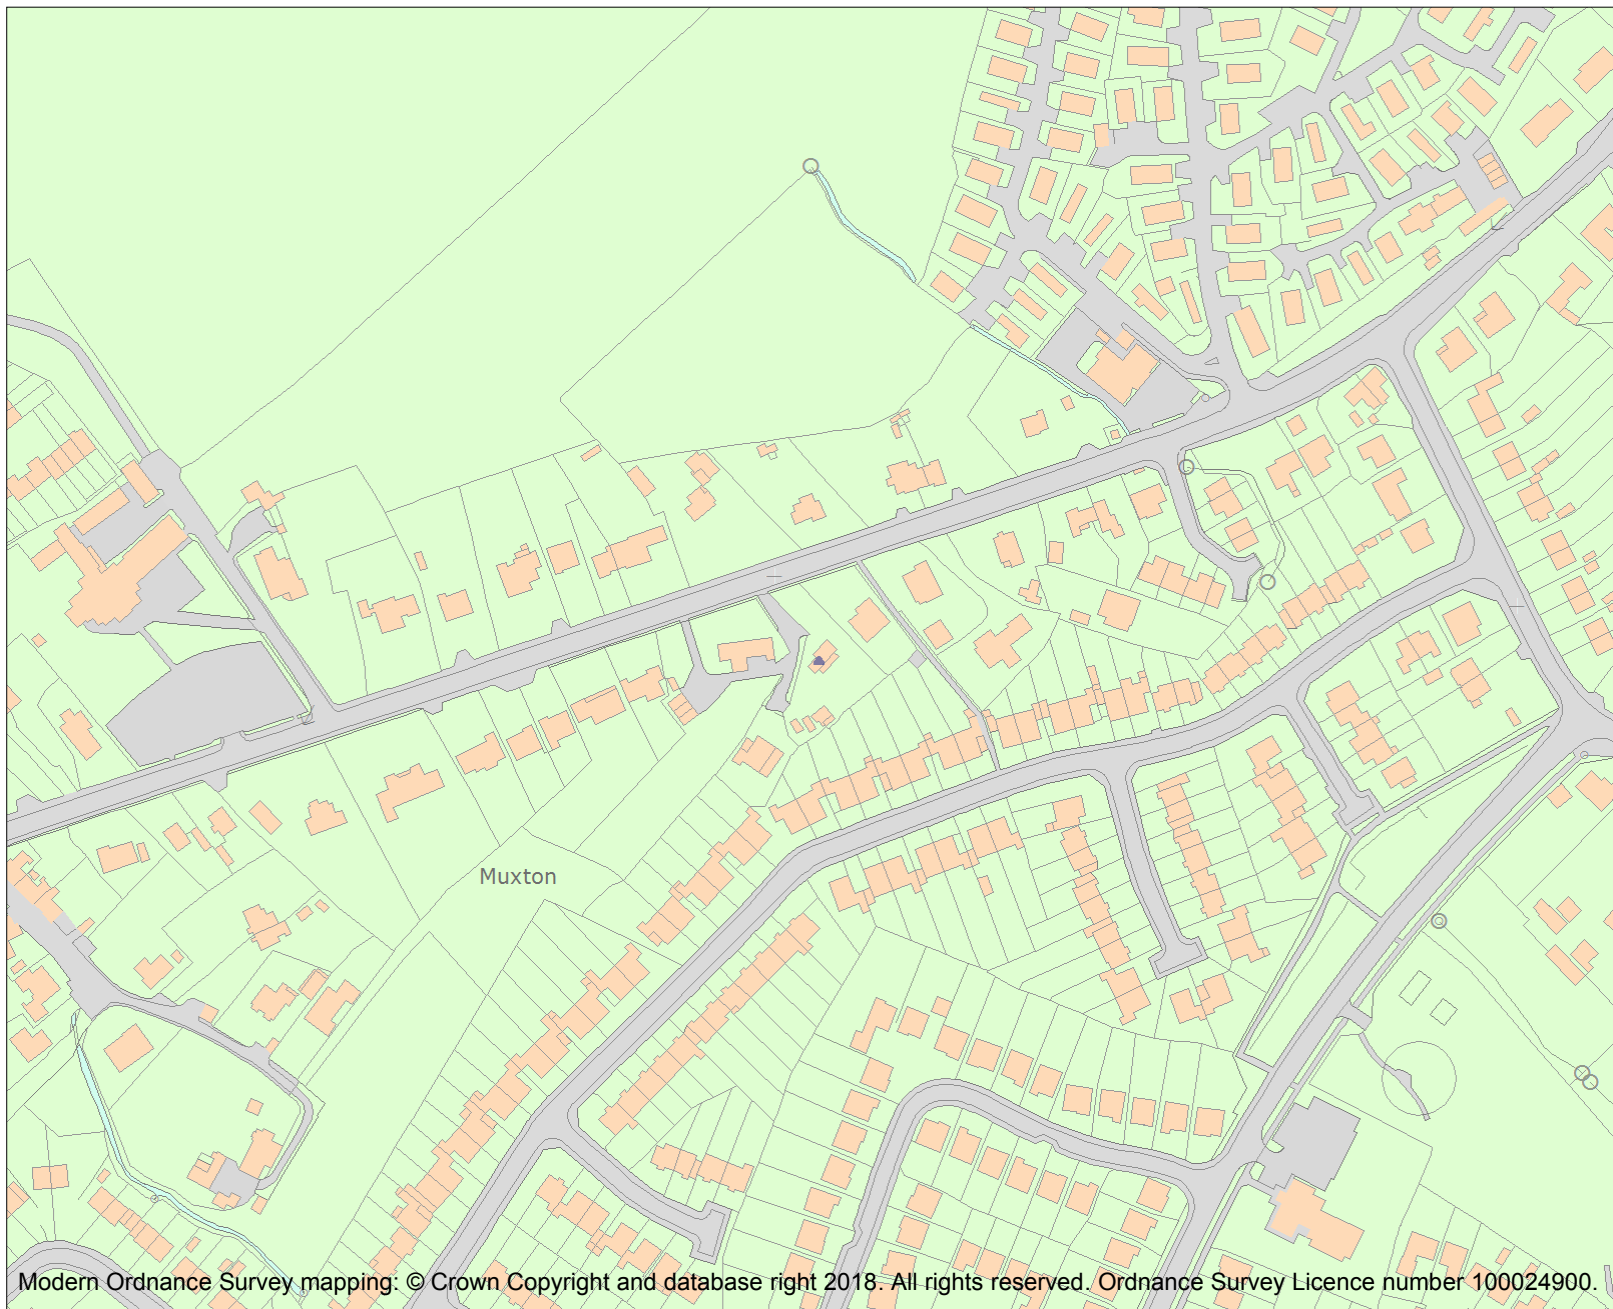 Muxton
Modern Ordnance Survey mapping: © Crown Copyright and database right 2018. All rights reserved. Ordnance Survey Licence number 100024900.